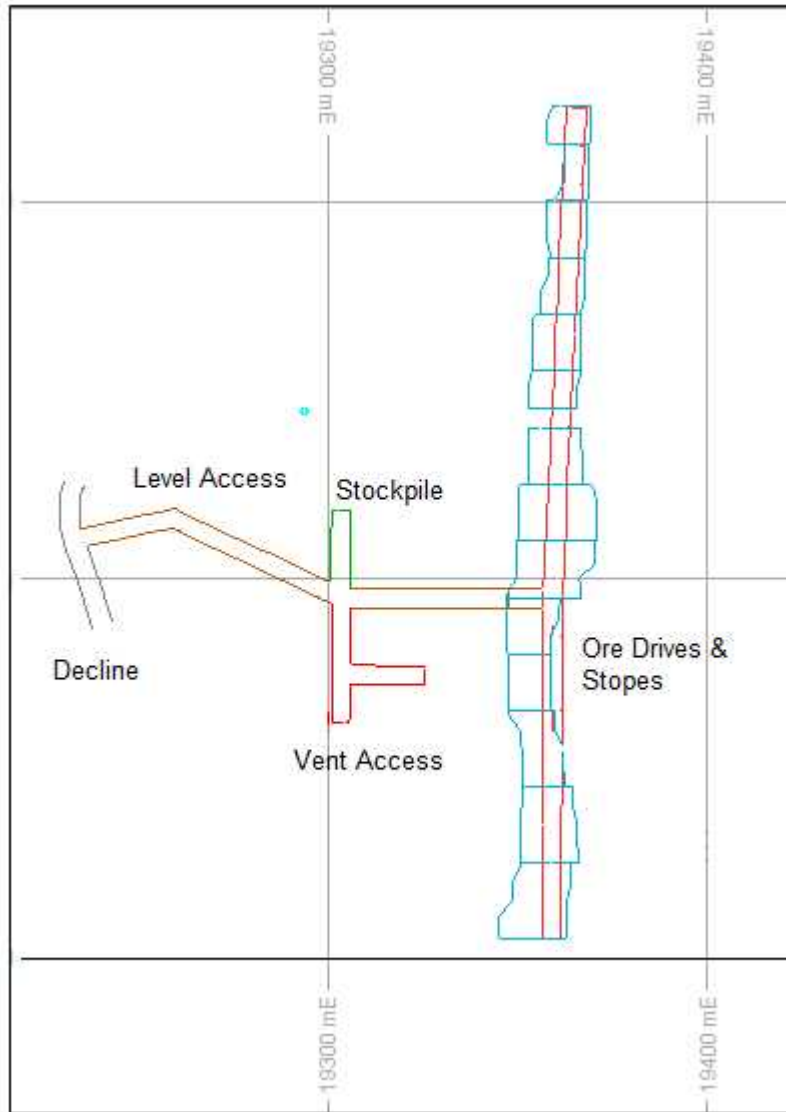 19300 mE
19400 mE
Level Access
Stockpile
Decline
Ore Drives &
Stopes
Vent Access
19300 mE
19400 mE